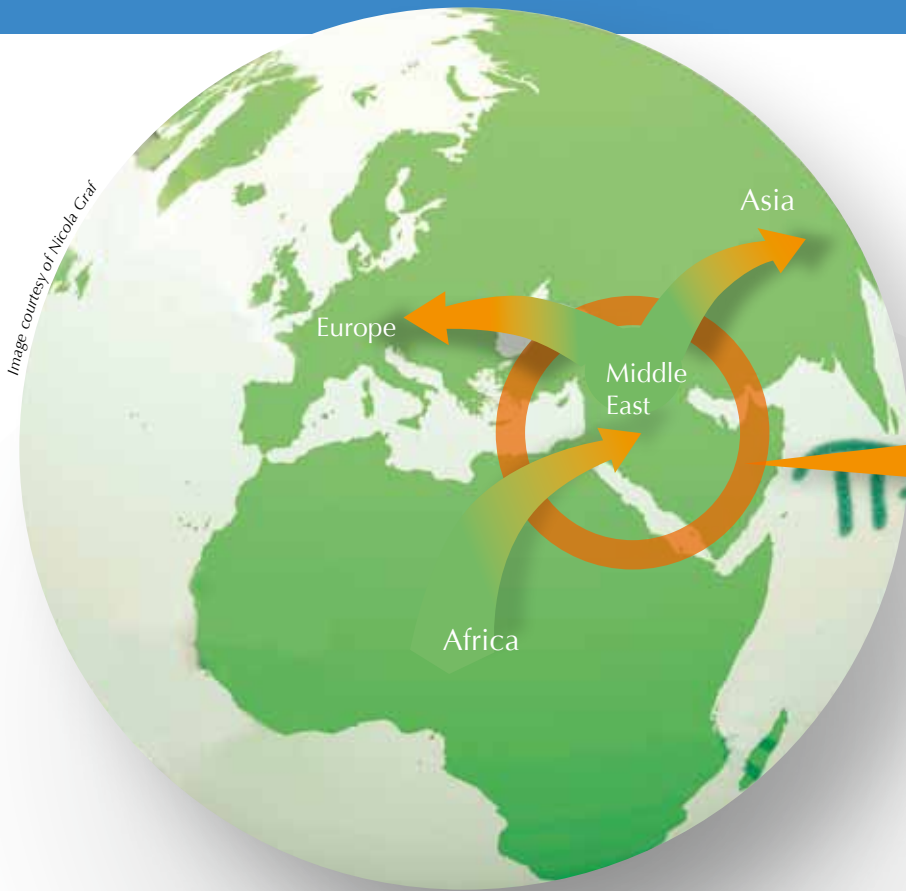 Image courtesy of Nicola Graf
Asia
Europe
Middle
East
Africa